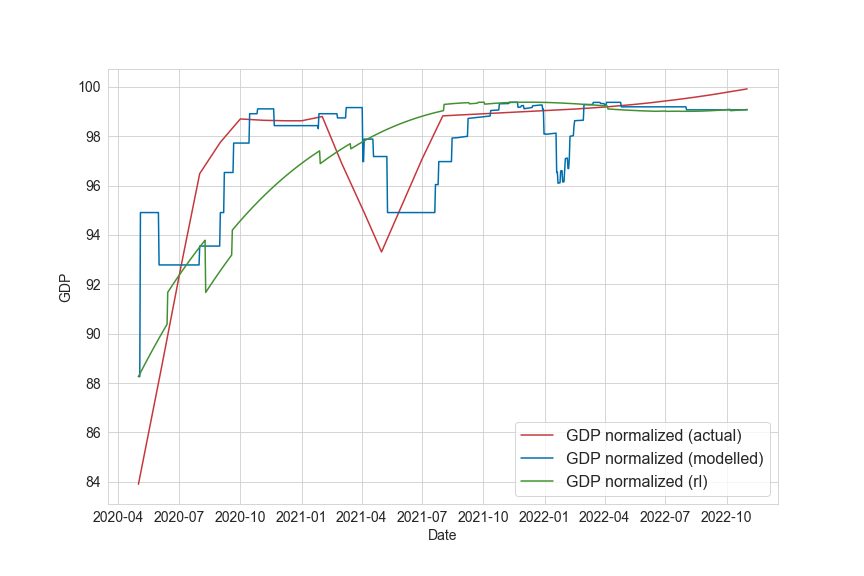 100
98
96
94
92
90
88
86
84
GDP
GDP normalized (actual)
GDP normalized (modelled)
GDP normalized (rl)
2020-04 2020-07 2020-10 2021-01 2021-04 2021-07 2021-10 2022-01 2022-04 2022-07 2022-10
Date